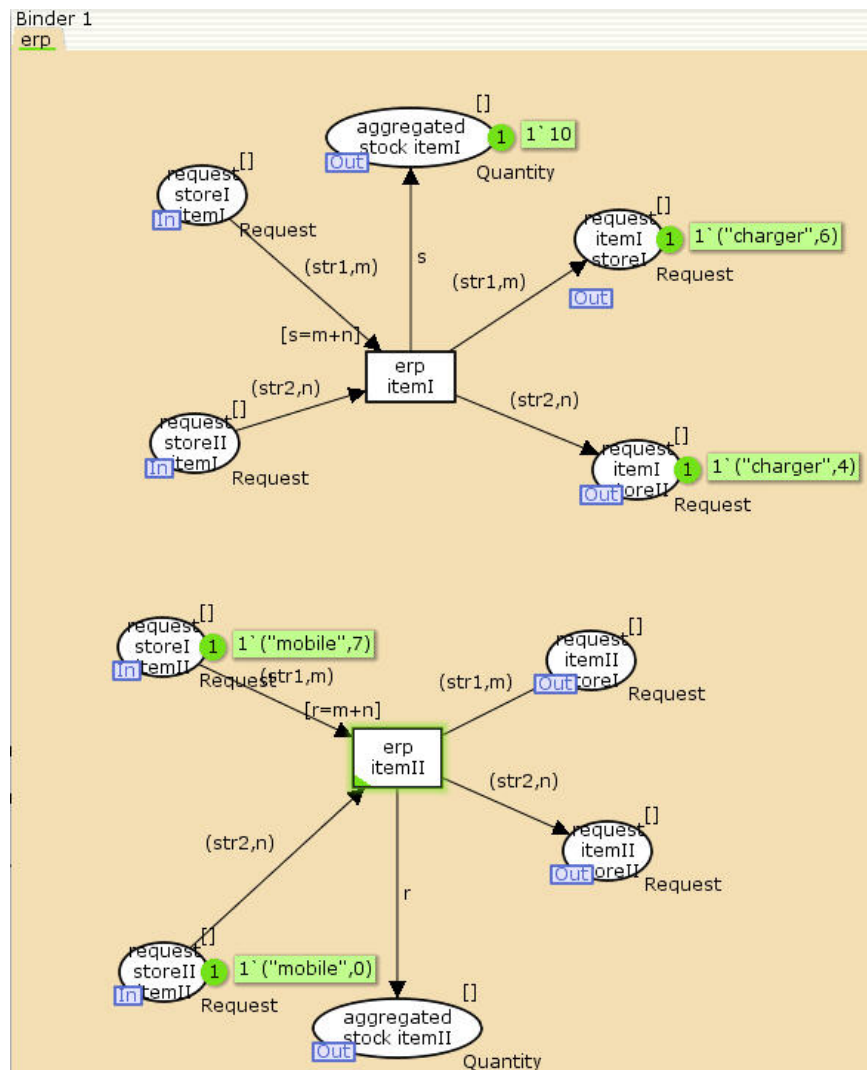 Binder 1
erp
[]
aggregated
stock itemI
1
1`10
Out
Quantity
[]
request
storeI
itemI
In
Request
[]
request
itemI
storeI
1
1`("charger",6)
Request
Out
(str1,m)
s
(str1,m)
[s=m+n]
erp
itemI
(str2,n)
(str2,n)
[]
request
storeII
itemI
In
Request
[]
request
itemI
storeII
1
1`("charger",4)
Out
Request
[]
request
storeI
itemII
1
1`("mobile",7)
In
Request
(str1,m)
[r=m+n]
[]
request
itemII
storeI
Out
Request
(str1,m)
erp
itemII
(str2,n)
(str2,n)
r
[]
request
itemII
storeII
Out
Request
[]
request
storeII
itemII
1
1`("mobile",0)
In
Request
[]
aggregated
stock itemII
Out
Quantity